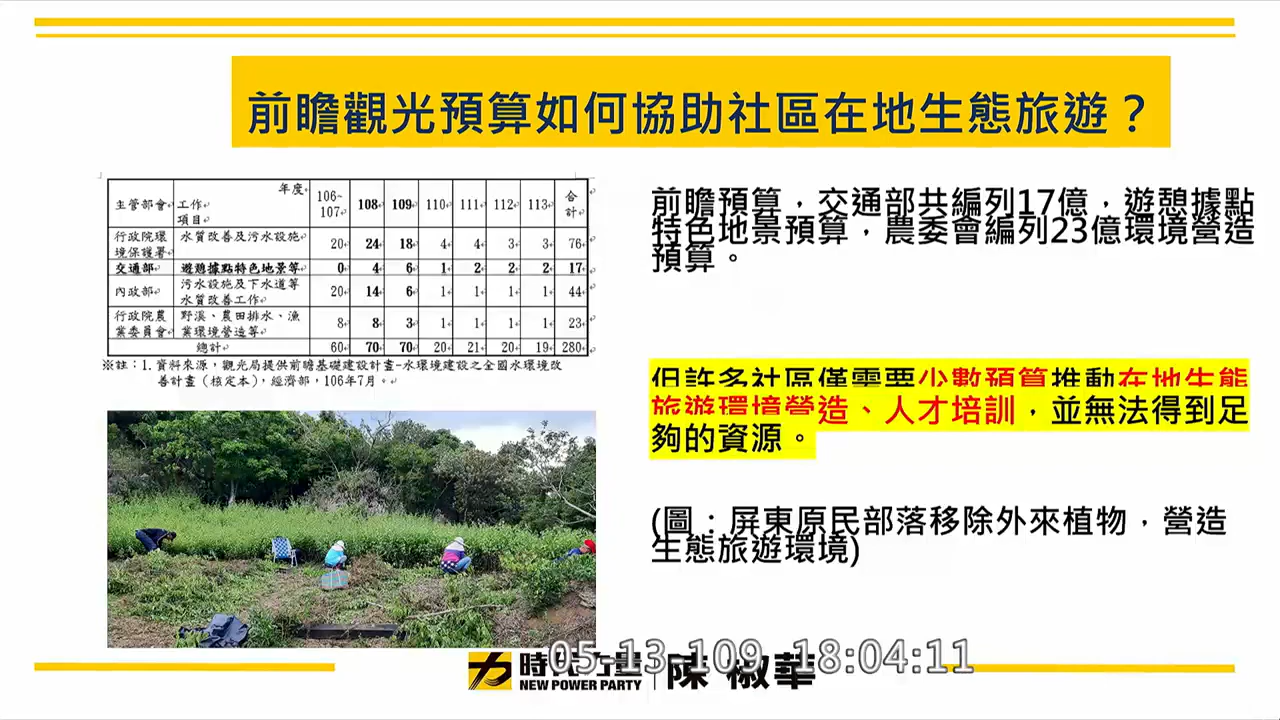 前瞻觀光預算如何協助社區在地生態旅遊？
主管部會 工作項目 年度 106~107 108 109 110 111 112 113 合計
行政院環境保護署 水質改善及污水設施 20 24 18 4 4 3 3 76
交通部 遊憩據點特色地景等 0 4 6 1 2 2 2 17
內政部 污水設施及下水道等水質改善工作 20 14 6 1 1 1 1 44
行政院農業委員會 野溪、農田排水、漁業環境營造等 8 8 3 1 1 1 1 23
總計 60 70 70 20 21 20 19 280
※註：1. 資料來源，觀光局提供前瞻基礎建設計畫-水環境建設之全國水環境改
善計畫（核定本），經濟部，106年7月。
前瞻預算，交通部共編列17億，遊憩據點
特色地景預算，農委會編列23億環境營造
預算。
但許多社區僅需要少數預算推動在地生態
旅遊環境營造、人才培訓，並無法得到足
夠的資源。
(圖：屏東原民部落移除外來植物，營造
生態旅遊環境)
時代力量 陳椒華
NEW POWER PARTY
05-13-109 18:04:11